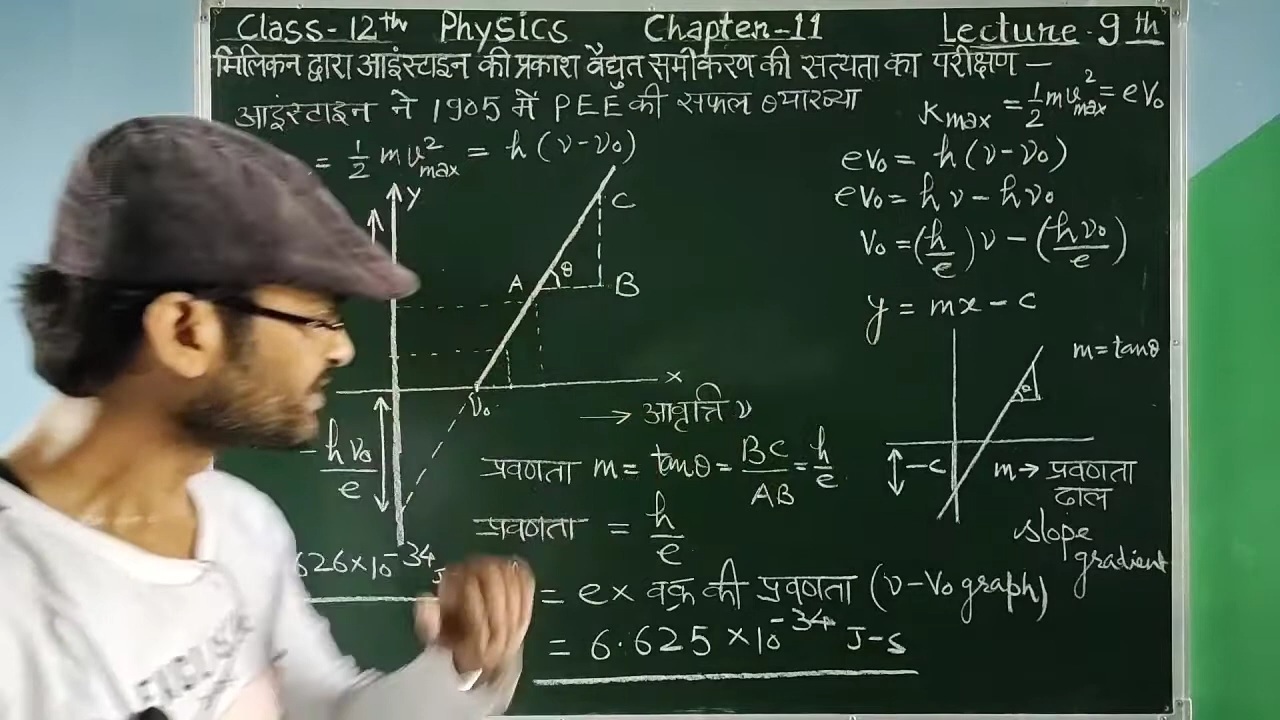 Class-12th Physics Chapter-11 Lecture-9th
मिलिकन द्वारा आइंस्टाइन की प्रकाश वैद्युत समीकरण की सत्यता का परीक्षण —
आइंस्टाइन ने 1905 में PEE की सफल व्याख्या
Kmax = ½mv²max = eV₀
= ½ m v²max = h(ν-ν₀)
eV₀ = h(ν-ν₀)
eV₀ = hν - hν₀
V₀ = (h/e)ν - (hν₀/e)
y = mx - c
Y
C
θ
A
B
X
ν₀
→ आवृत्ति ν
-hν₀/e
m = tanθ
θ
-c
m → प्रवणता
ढाल
slope
gradient
प्रवणता m = tanθ = BC/AB = h/e
प्रवणता = h/e
= e× वक्र की प्रवणता (ν-V₀ graph)
= 6.625 × 10⁻³⁴ J-s
626×10⁻³⁴